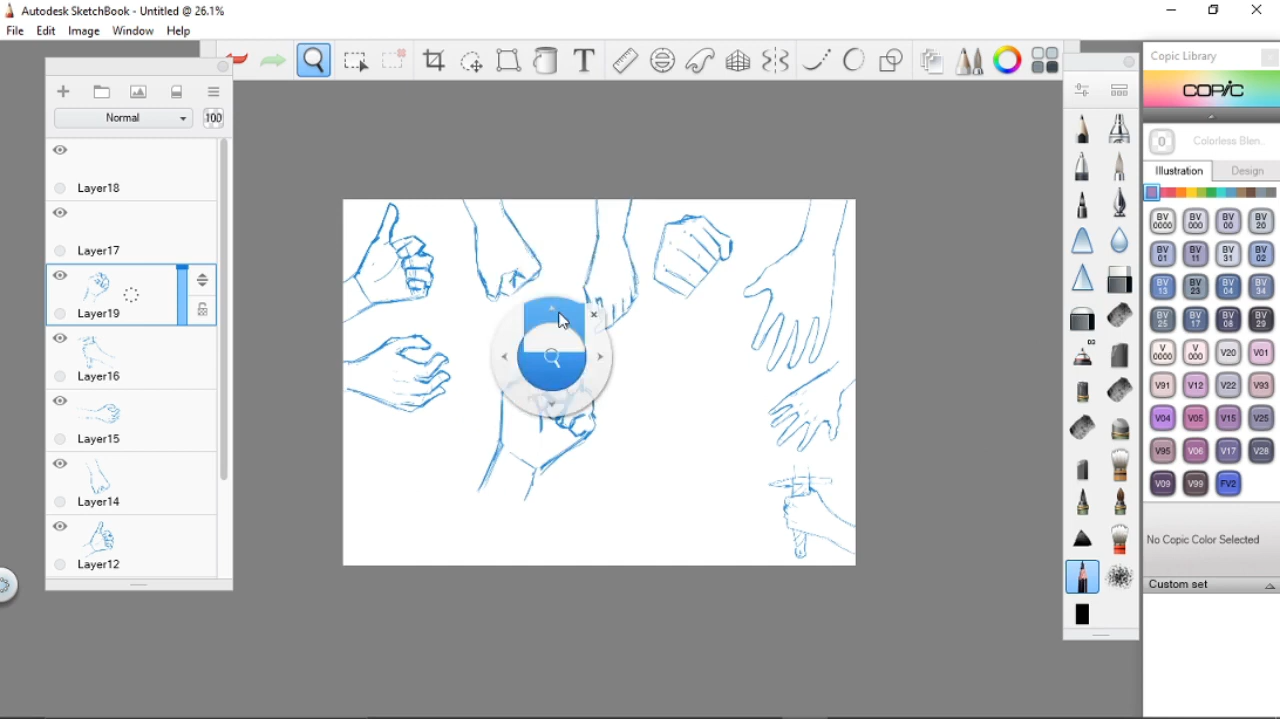 Autodesk SketchBook - Untitled @ 26.1%
File Edit Image Window Help
Normal 100
Layer18
Layer17
Layer19
Layer16
Layer15
Layer14
Layer12
Copic Library
COPIC
0 Colorless Blen..
Illustration Design
BV 0000 BV 000 BV 00 BV 20
BV 01 BV 11 BV 31 BV 02
BV 13 BV 23 BV 04 BV 34
BV 25 BV 17 BV 08 BV 29
V 0000 V 000 V20 V01
V91 V12 V22 V93
V04 V05 V15 V25
V95 V06 V17 V28
V09 V99 FV2
No Copic Color Selected
Custom set